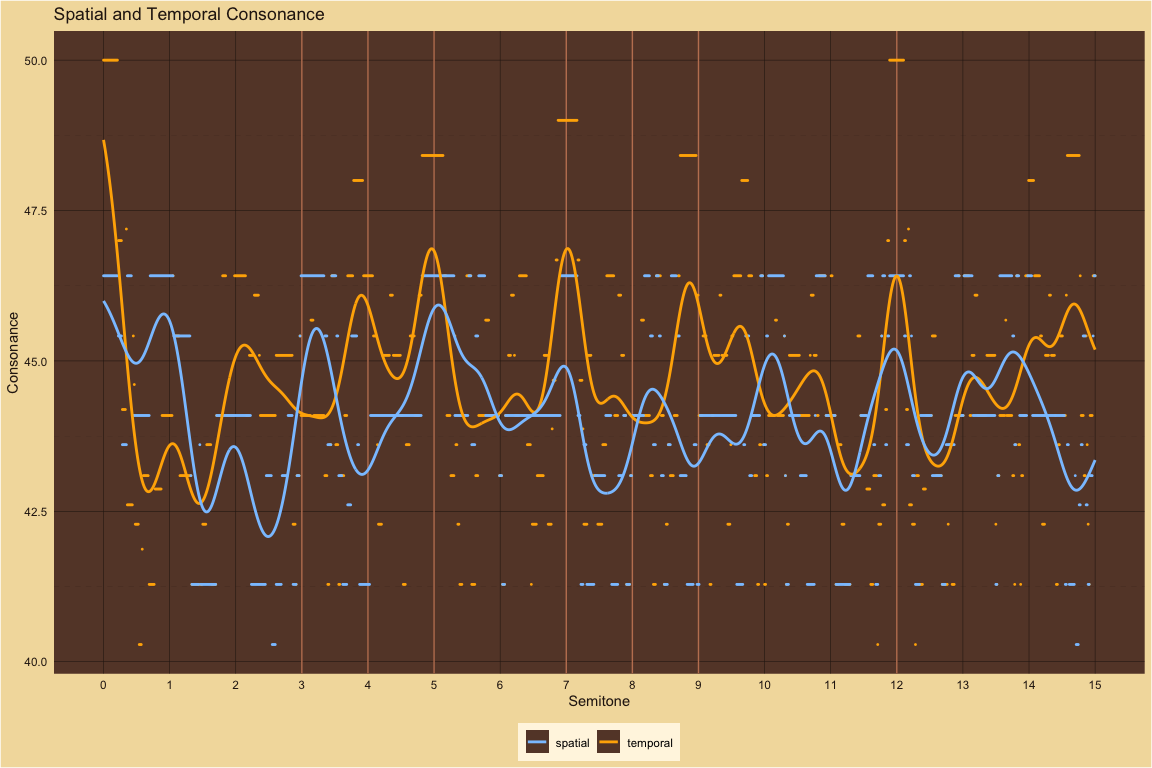 Spatial and Temporal Consonance
Consonance
50.0
47.5
45.0
42.5
40.0
0 1 2 3 4 5 6 7 8 9 10 11 12 13 14 15
Semitone
spatial temporal